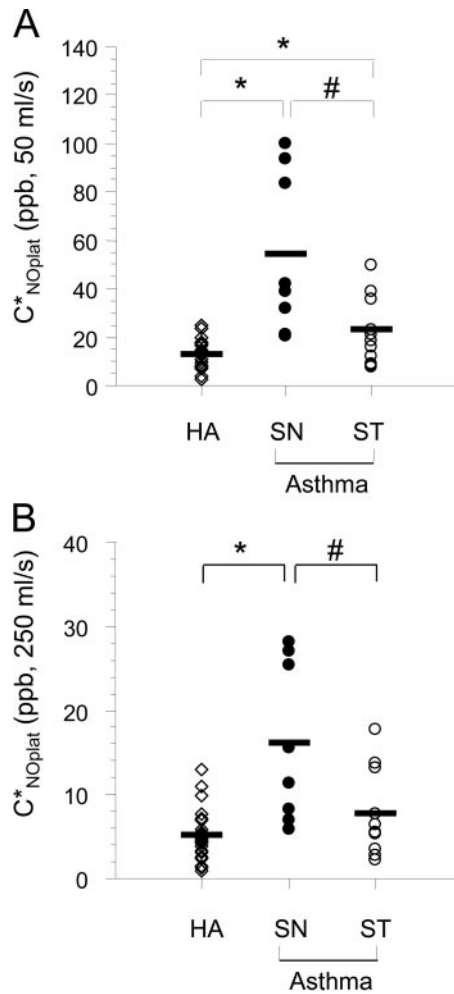 A
C*NOplat (ppb, 50 ml/s)
140
120
100
80
60
40
20
0
*
*
#
HA
SN
ST
Asthma
B
C*NOplat (ppb, 250 ml/s)
40
30
20
10
0
*
#
HA
SN
ST
Asthma